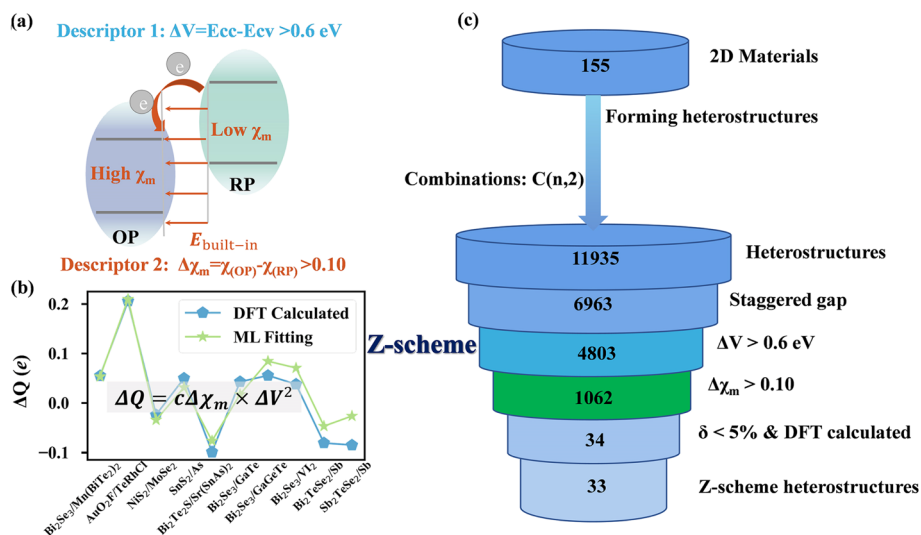 (a)
Descriptor 1: ΔV=Ecc-Ecv >0.6 eV
e
e
Low χm
High χm
RP
OP
Ebuilt−in
Descriptor 2: Δχm=χ(OP)-χ(RP) >0.10
(b)
0.2
0.1
0.0
−0.1
ΔQ (e)
DFT Calculated
ML Fitting
ΔQ = cΔχm × ΔV²
Bi2Se3/Mn(BiTe2)2
AuO2F/TeRhCl
NiS2/MoSe2
SnS2/As
Bi2Te2S/Sr(SnAs)2
Bi2Se3/GaTe
Bi2Se3/GaGeTe
Bi2Se3/VI2
Bi2TeSe2/Sb
Sb2TeSe2/Sb
(c)
155
2D Materials
Forming heterostructures
Combinations: C(n,2)
11935
Heterostructures
6963
Staggered gap
Z-scheme
4803
ΔV > 0.6 eV
1062
Δχm > 0.10
34
δ < 5% & DFT calculated
33
Z-scheme heterostructures